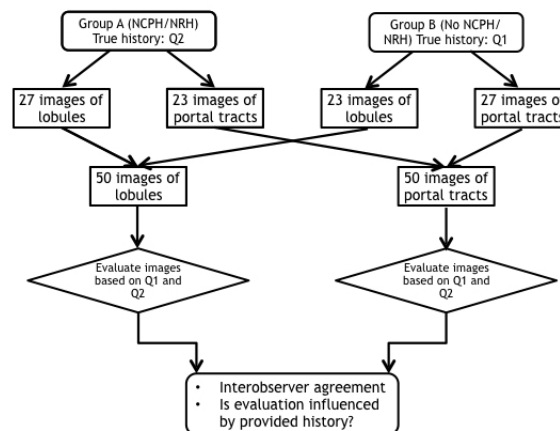 Group A (NCPH/NRH)
True history: Q2
Group B (No NCPH/
NRH) True history: Q1
27 images of
lobules
23 images of
portal tracts
23 images of
lobules
27 images of
portal tracts
50 images of
lobules
50 images of
portal tracts
Evaluate images
based on Q1 and
Q2
Evaluate images
based on Q1 and
Q2
• Interobserver agreement
• Is evaluation influenced
by provided history?